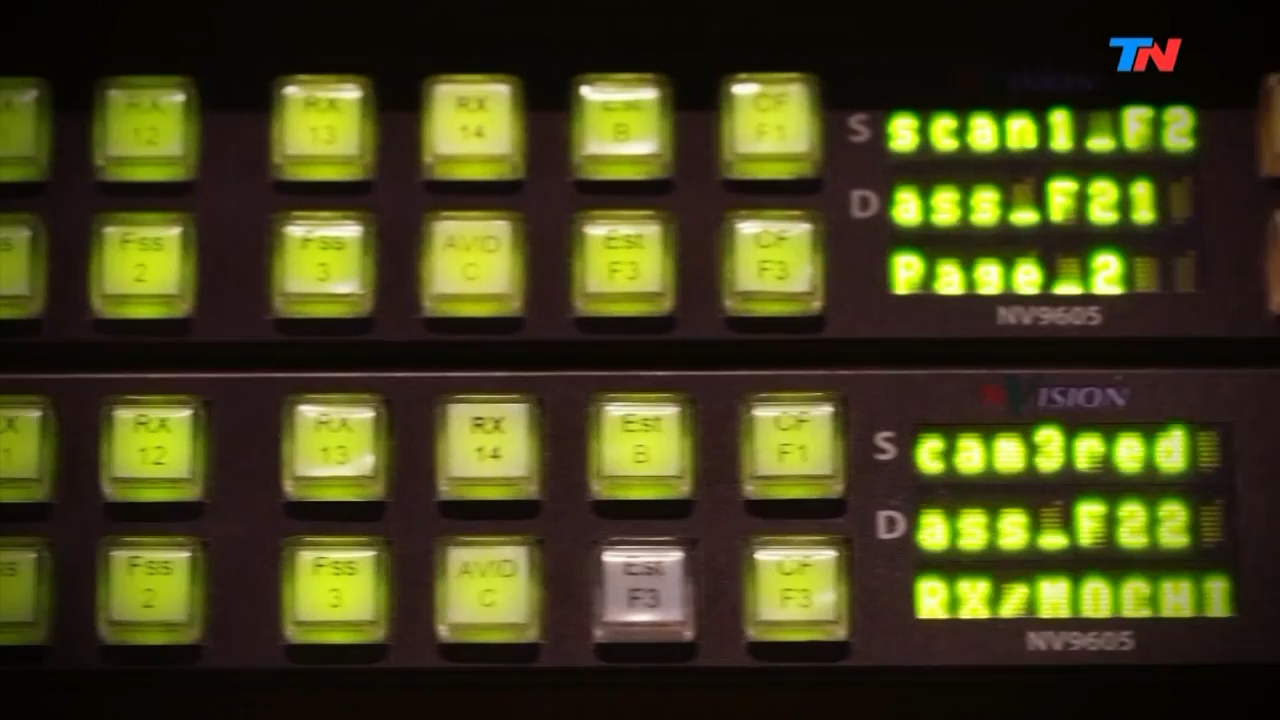 TN
RX 12
RX 13
RX 14
Est B
CF F1
S scan1_F2
D ass_F21
Fss 2
Fss 3
AVID C
Est F3
CF F3
Page_2
NV9605
NVISION
RX 12
RX 13
RX 14
Est B
CF F1
S cam3red
D ass_F22
Fss 2
Fss 3
AVID C
Est F3
CF F3
RX/MOCHI
NV9605